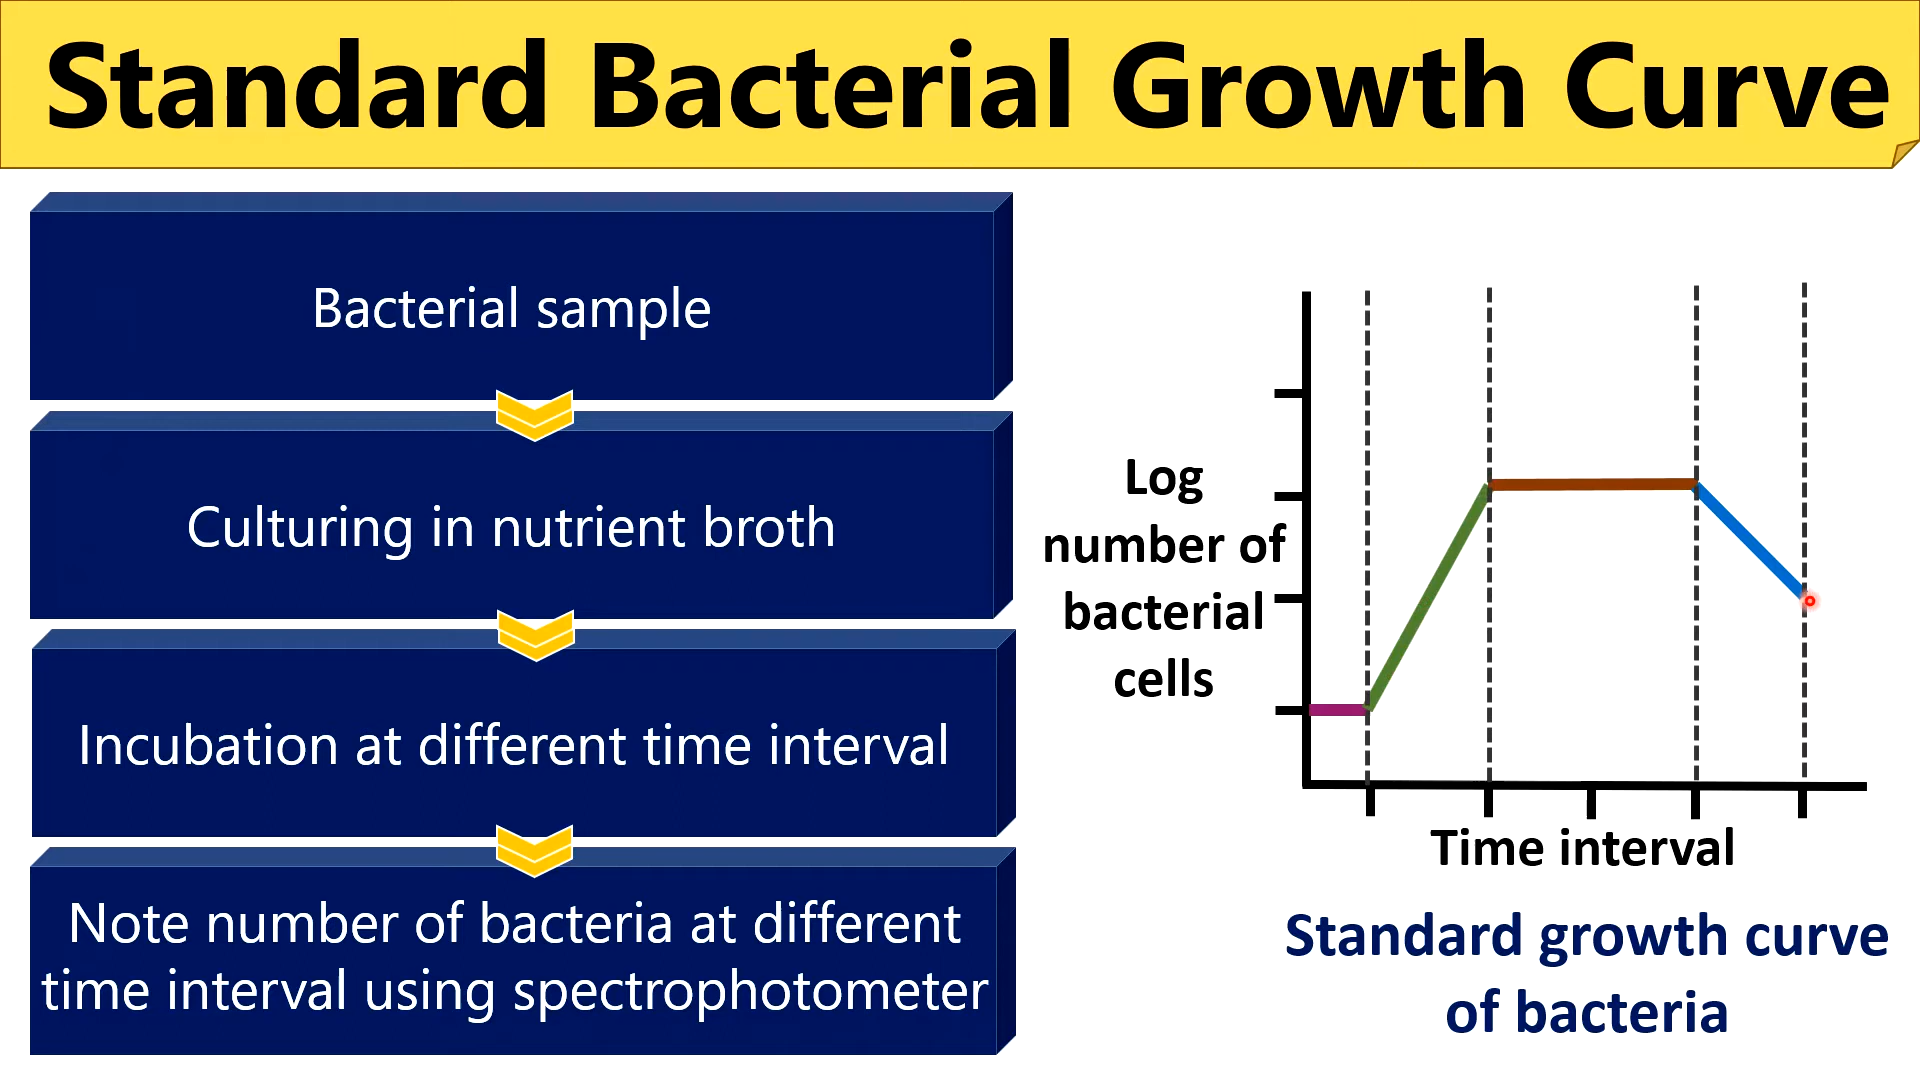 Standard Bacterial Growth Curve
Bacterial sample
Culturing in nutrient broth
Incubation at different time interval
Note number of bacteria at different
time interval using spectrophotometer
Log
number of
bacterial
cells
Time interval
Standard growth curve
of bacteria